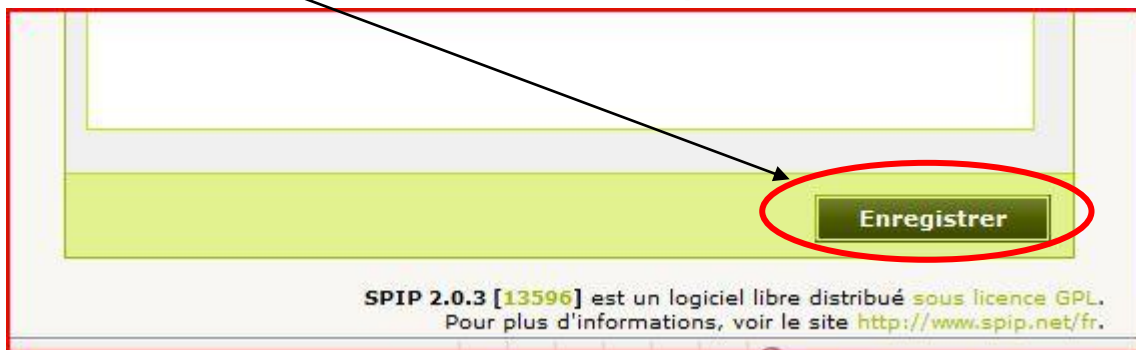 Enregistrer
SPIP 2.0.3 [13596] est un logiciel libre distribué sous licence GPL.
Pour plus d'informations, voir le site http://www.spip.net/fr.